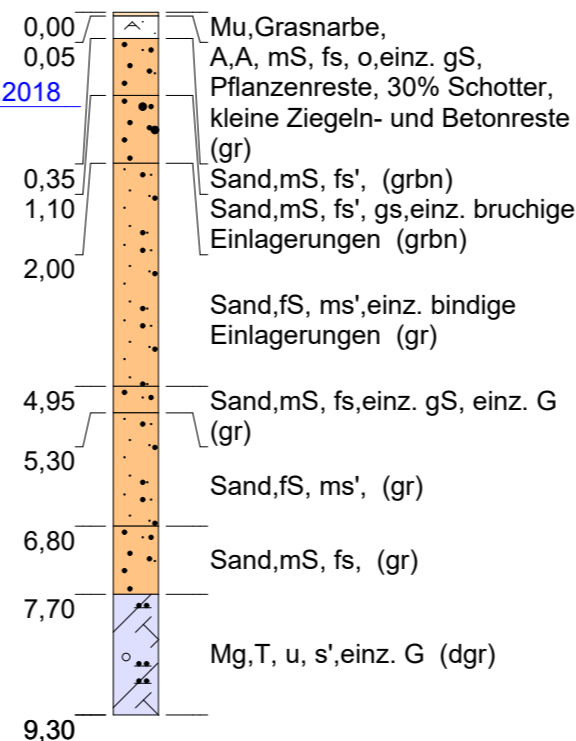 0,00 Mu,Grasnarbe,
0,05 A,A, mS, fs, o,einz. gS,
2018 Pflanzenreste, 30% Schotter,
kleine Ziegeln- und Betonreste
(gr)
0,35 Sand,mS, fs', (grbn)
1,10 Sand,mS, fs', gs,einz. bruchige
Einlagerungen (grbn)
2,00
Sand,fS, ms',einz. bindige
Einlagerungen (gr)
4,95 Sand,mS, fs,einz. gS, einz. G
(gr)
5,30
Sand,fS, ms', (gr)
6,80
Sand,mS, fs, (gr)
7,70
Mg,T, u, s',einz. G (dgr)
9,30